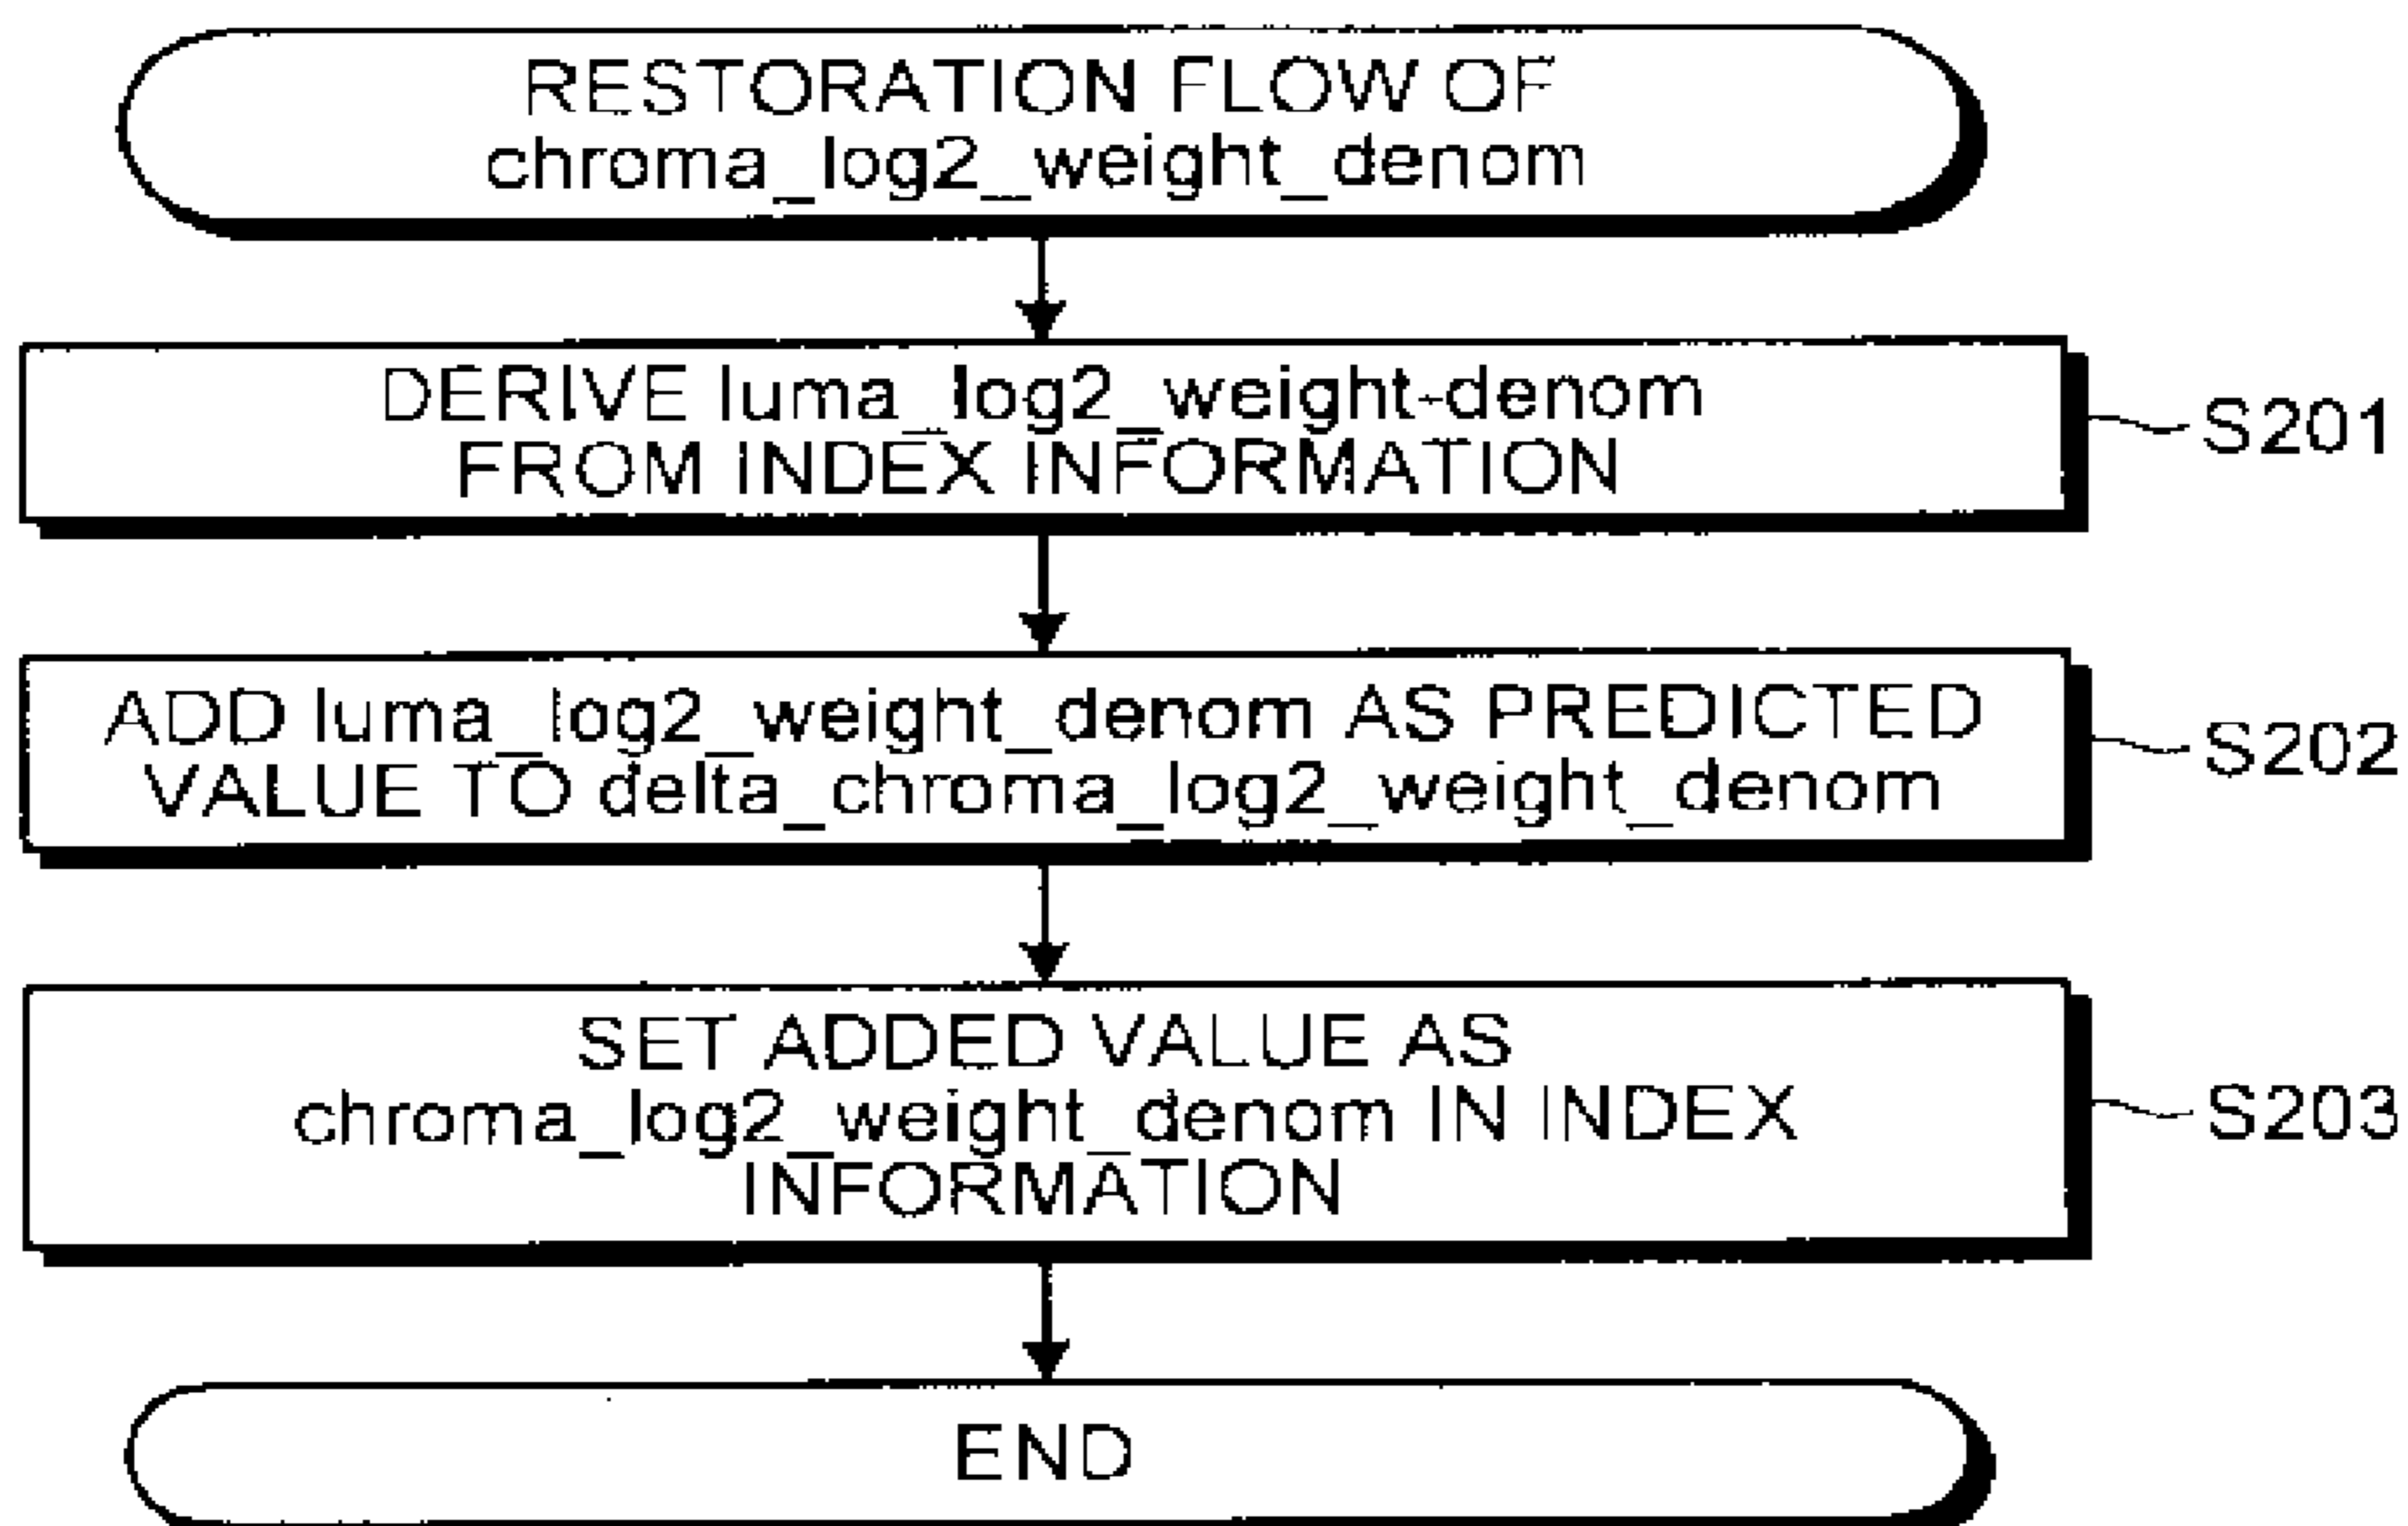 RESTORATION FLOW OF
chroma_log2_weight_denom
DERIVE luma_log2_weight-denom
FROM INDEX INFORMATION
S201
ADD luma_log2_weight_denom AS PREDICTED
VALUE TO delta_chroma_log2_weight_denom
S202
SET ADDED VALUE AS
chroma_log2_weight_denom IN INDEX
INFORMATION
S203
END